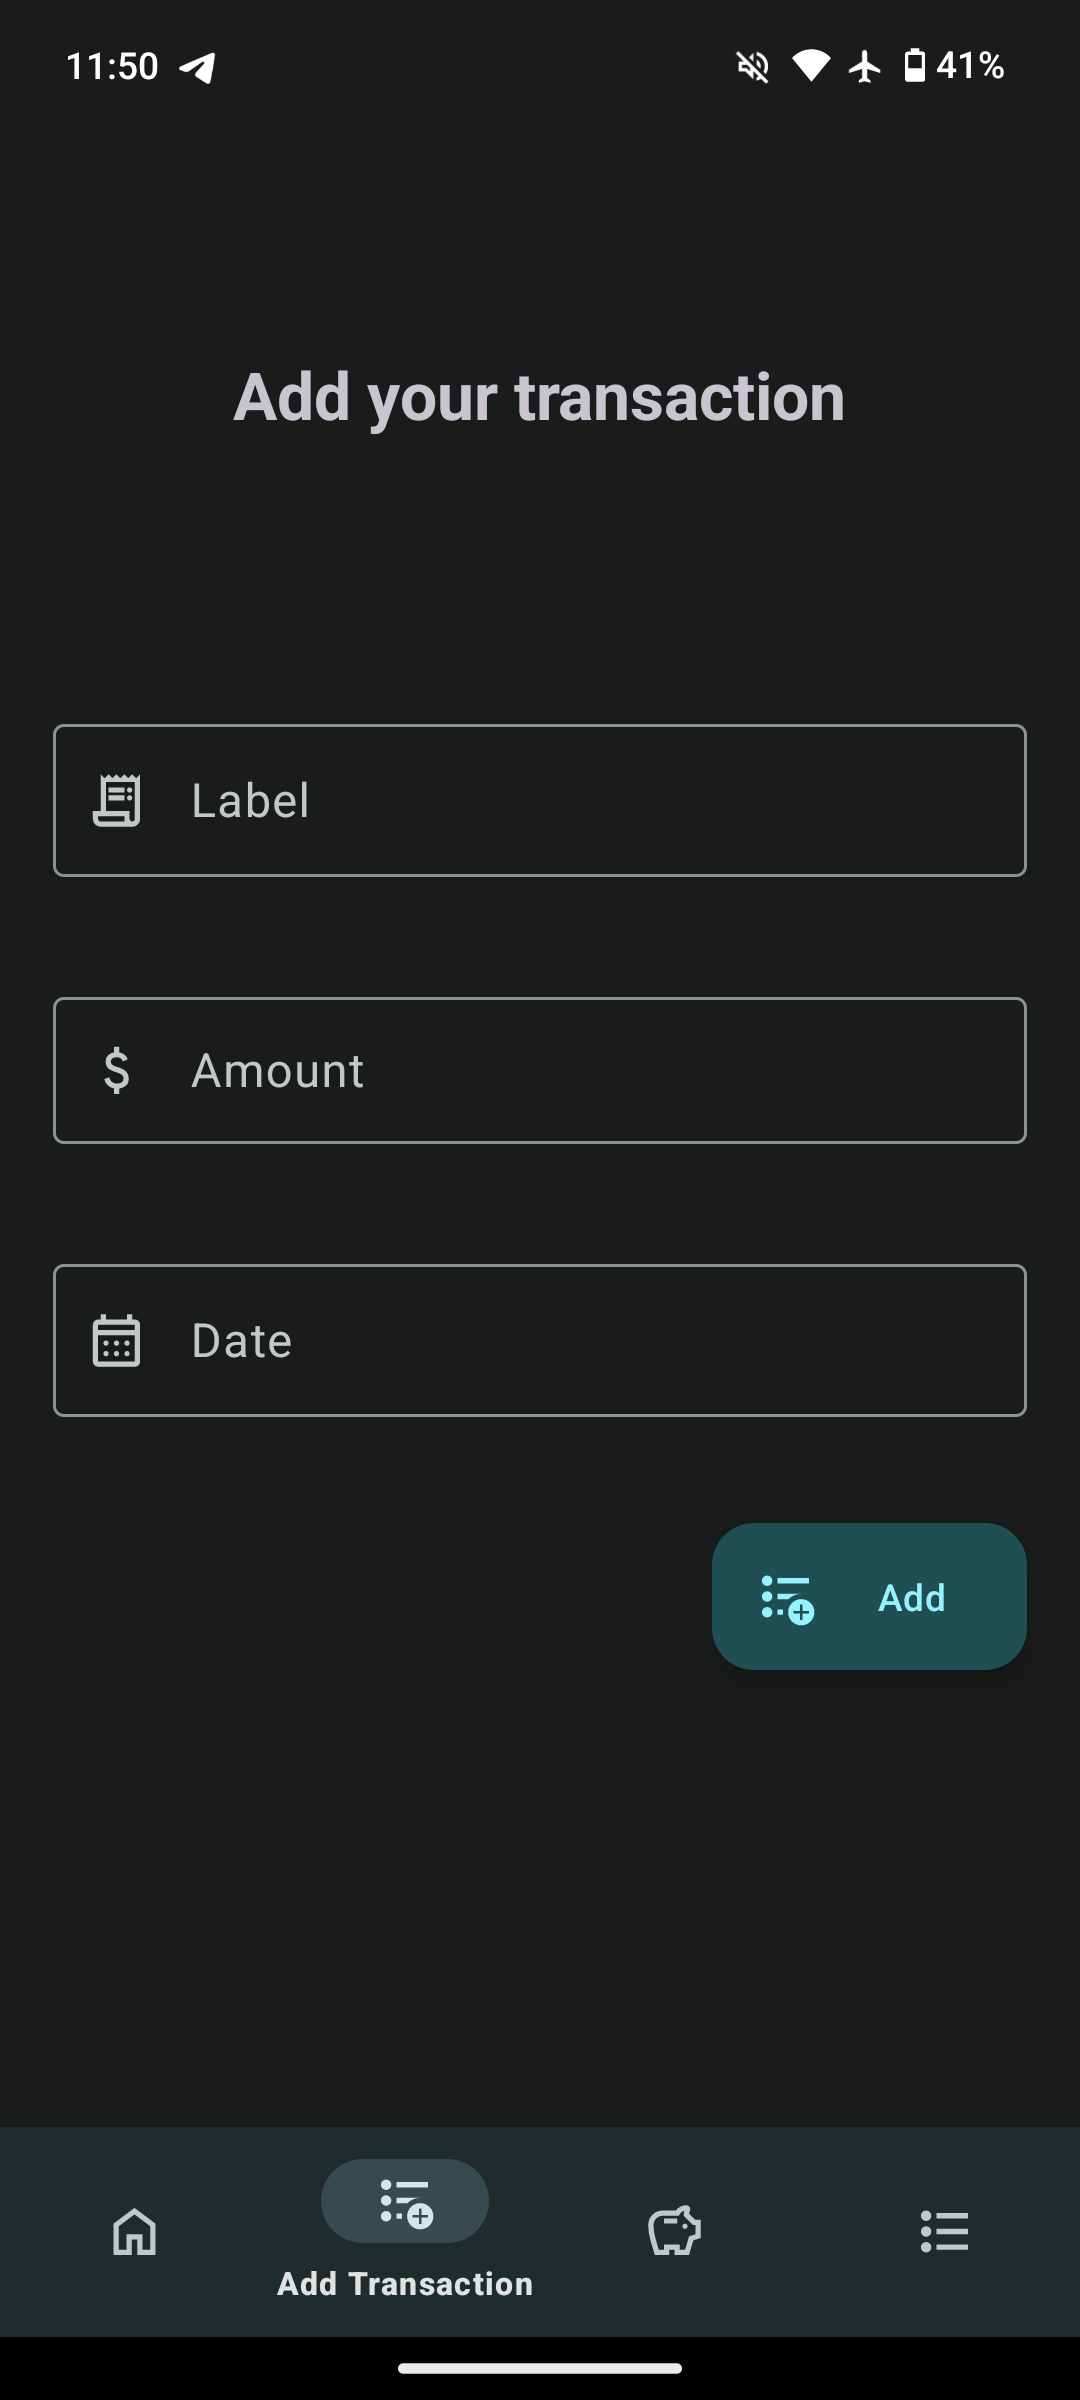 11:50 41%
Add your transaction
Label
$ Amount
Date
Add
Add Transaction